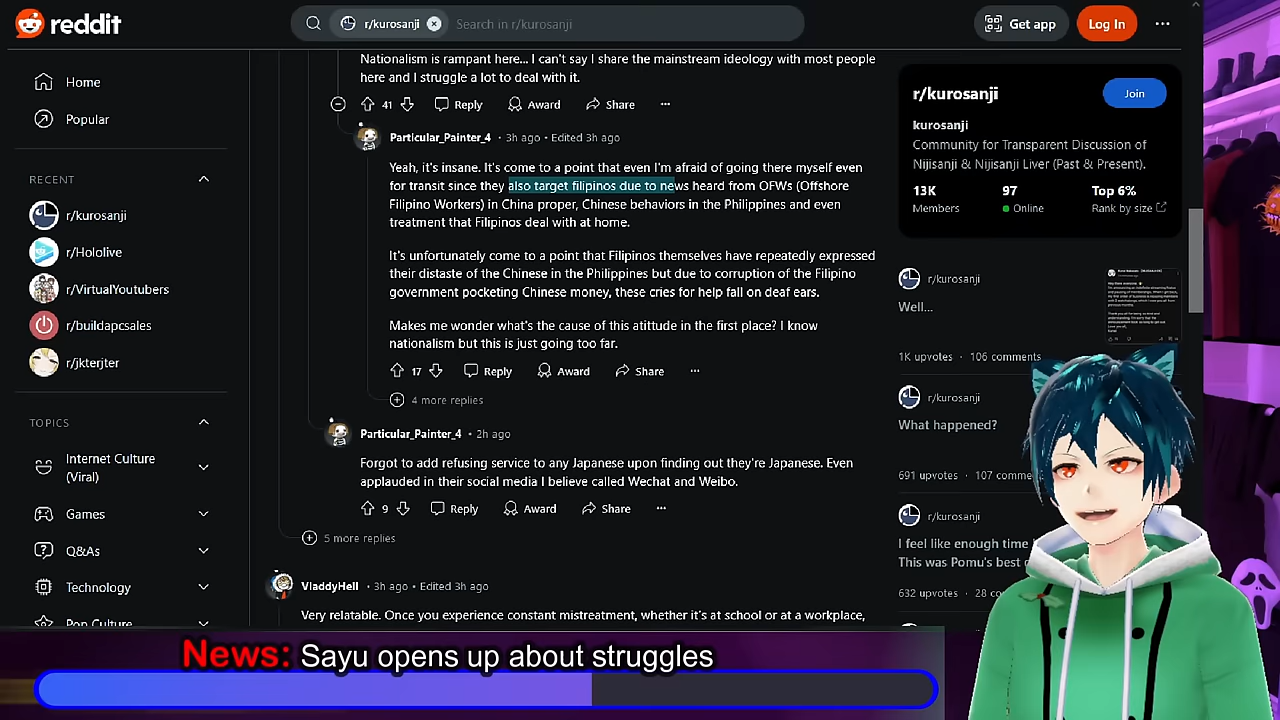 reddit
r/kurosanji
Search in r/kurosanji
Get app
Log In
Home
Popular
RECENT
r/kurosanji
r/Hololive
r/VirtualYoutubers
r/buildapcsales
r/jkterjter
TOPICS
Internet Culture
(Viral)
Games
Q&As
Technology
Pop Culture
Nationalism is rampant here... I can't say I share the mainstream ideology with most people
here and I struggle a lot to deal with it.
41
Reply
Award
Share
Particular_Painter_4 • 3h ago • Edited 3h ago
Yeah, it's insane. It's come to a point that even I'm afraid of going there myself even
for transit since they also target filipinos due to news heard from OFWs (Offshore
Filipino Workers) in China proper, Chinese behaviors in the Philippines and even
treatment that Filipinos deal with at home.
It's unfortunately come to a point that Filipinos themselves have repeatedly expressed
their distaste of the Chinese in the Philippines but due to corruption of the Filipino
these cries for help fall on deaf ears.
Chinese money,
what's the cause of this attitude in the first place? I know
nationalism but this is just going too far.
17
Reply
Award
Share
4 more replies
Particular_Painter_4 • 2h ago
Forgot to add refusing service to any Japanese upon finding out they're Japanese. Even
applauded in their social media I believe called Wechat and Weibo.
9
Reply
Award
Share
5 more replies
VladdyHell • 3h ago • Edited 3h ago
Very relatable. Once you experience constant mistreatment, whether it's at school or at a workplace,
r/kurosanji
Join
kurosanji
Community for Transparent Discussion of
Nijisanji & Nijisanji Liver (Past & Present).
13K
97
Top 6%
Members
Online
Rank by size
r/kurosanji
Well...
1K upvotes • 106 comments
r/kurosanji
What happened?
691 upvotes • 107
r/kurosanji
I feel like enough time
This was Pomu's best
632 upvotes • 28
News: Sayu opens up about struggles